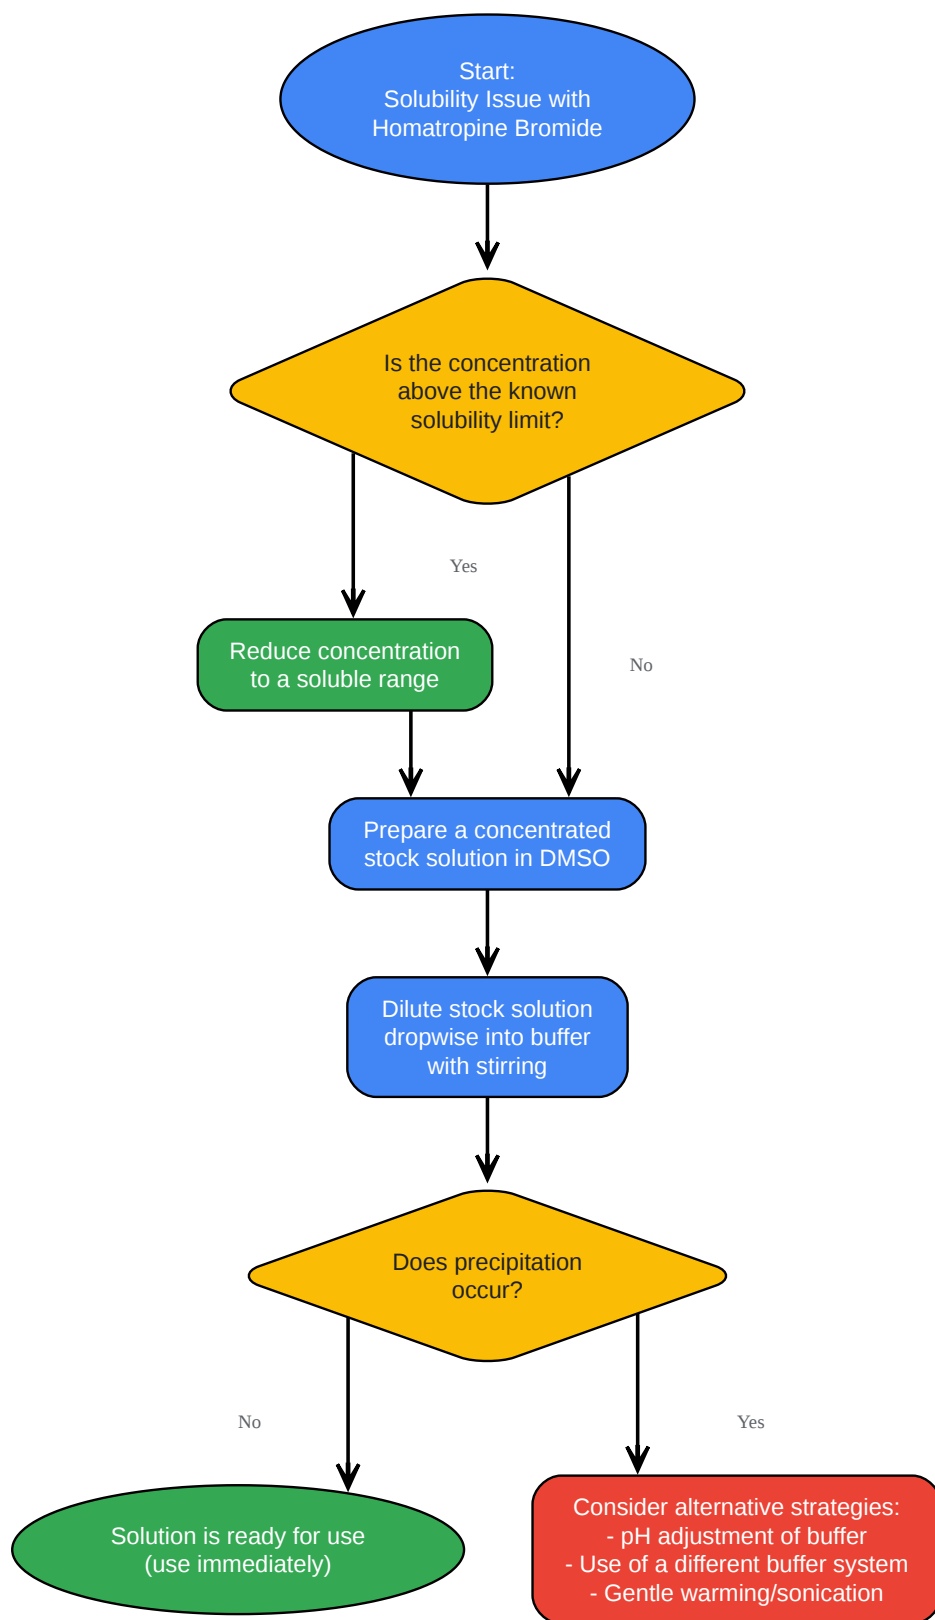 Start:
Solubility Issue with
Homatropine Bromide
Is the concentration
above the known
solubility limit?
Yes
Reduce concentration
to a soluble range
No
Prepare a concentrated
stock solution in DMSO
Dilute stock solution
dropwise into buffer
with stirring
Does precipitation
occur?
No
Yes
Solution is ready for use
(use immediately)
Consider alternative strategies:
- pH adjustment of buffer
- Use of a different buffer system
- Gentle warming/sonication